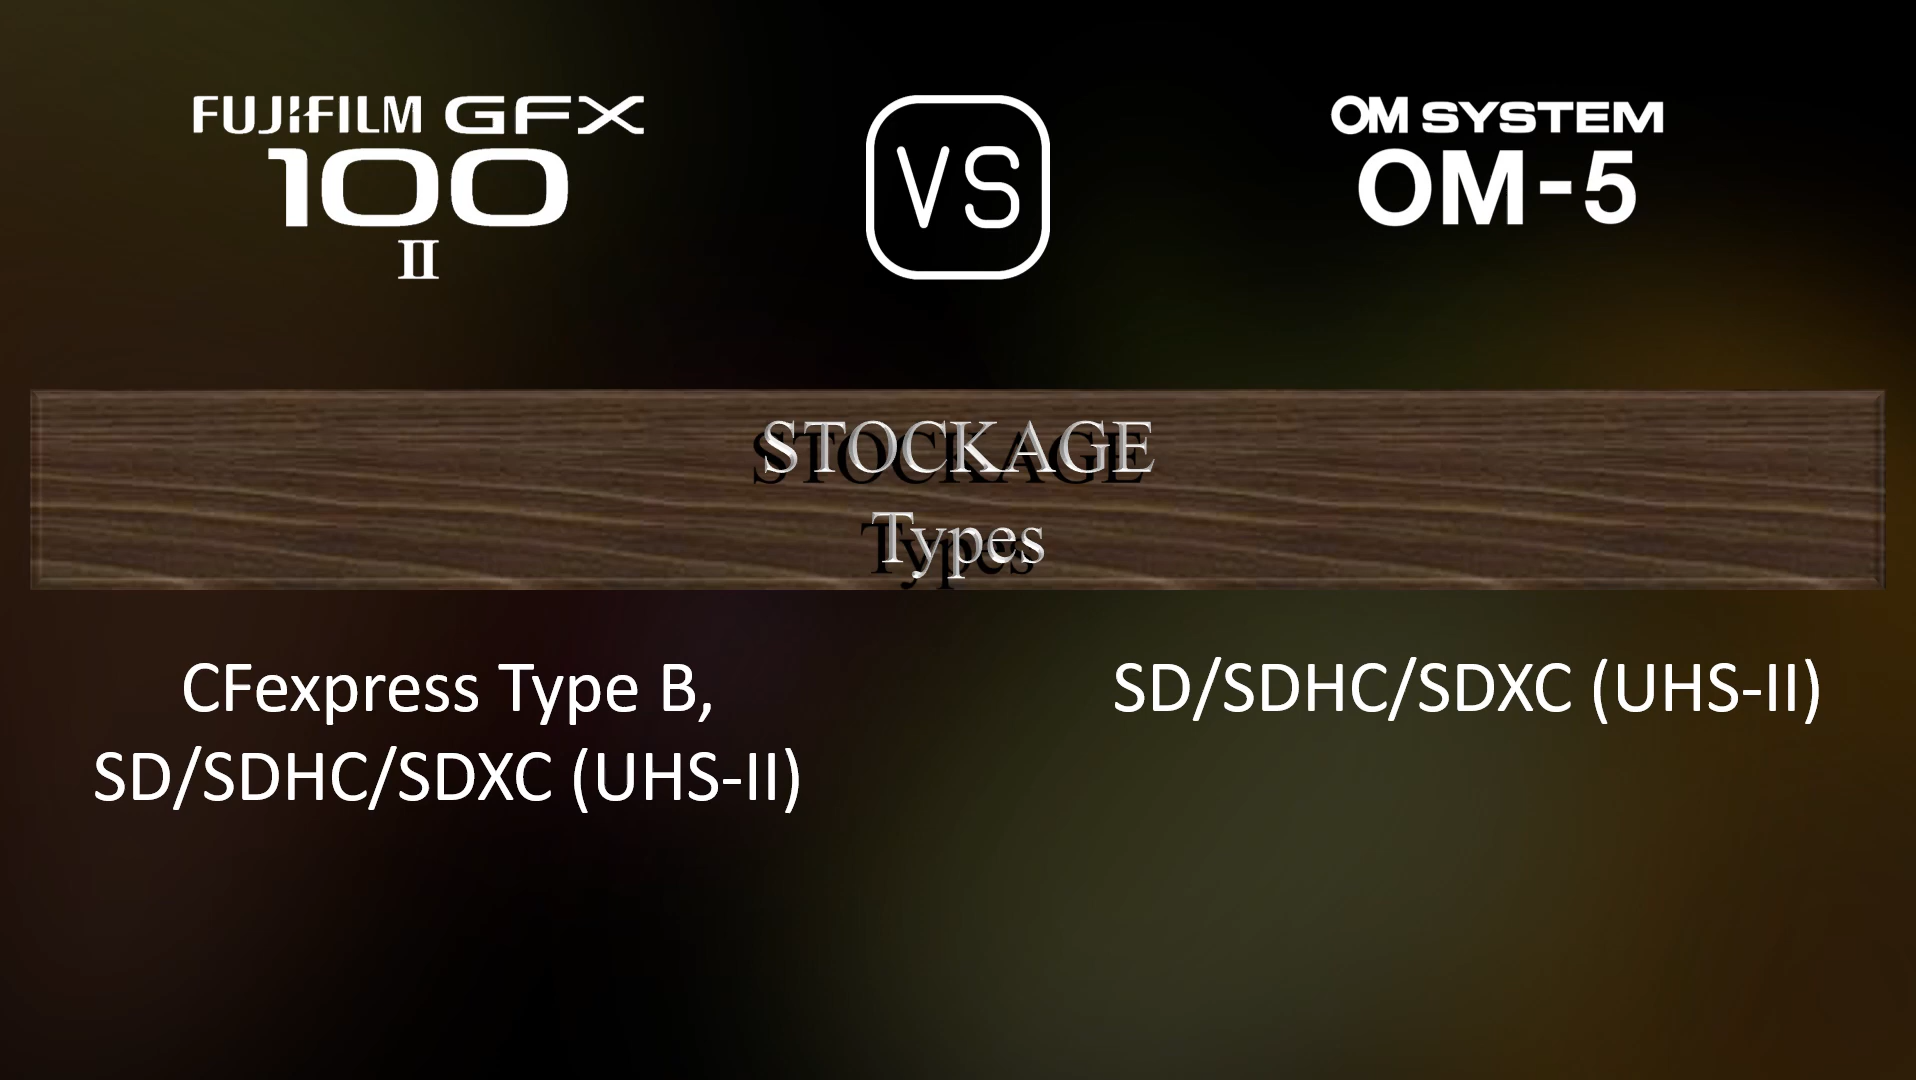 FUJIFILM GFX
100
II
VS
OM SYSTEM
OM-5
STOCKAGE
Types
CFexpress Type B,
SD/SDHC/SDXC (UHS-II)
SD/SDHC/SDXC (UHS-II)